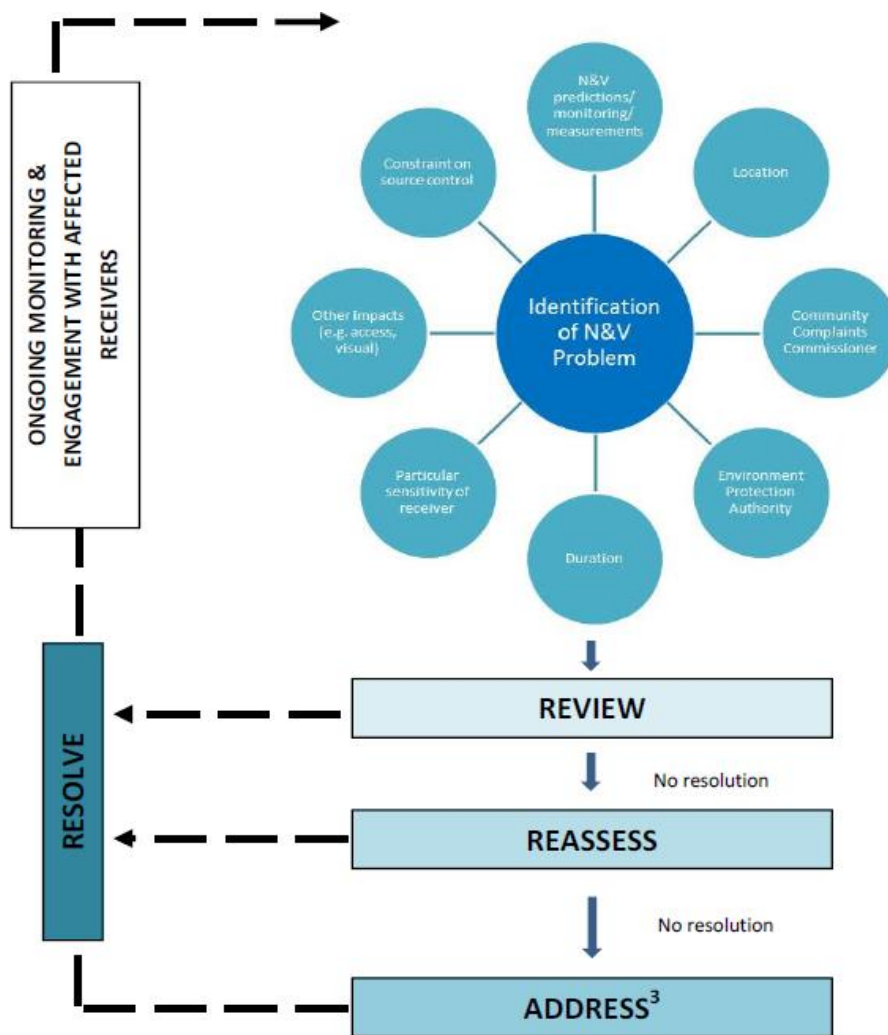 ONGOING MONITORING &
ENGAGEMENT WITH AFFECTED
RECEIVERS
N&V
predictions/
monitoring/
measurements
Constraint on
source control
Location
Other impacts
(e.g. access,
visual)
Identification
of N&V
Problem
Community
Complaints
Commissioner
Particular
sensitivity of
receiver
Environment
Protection
Authority
Duration
RESOLVE
REVIEW
No resolution
REASSESS
No resolution
ADDRESS³